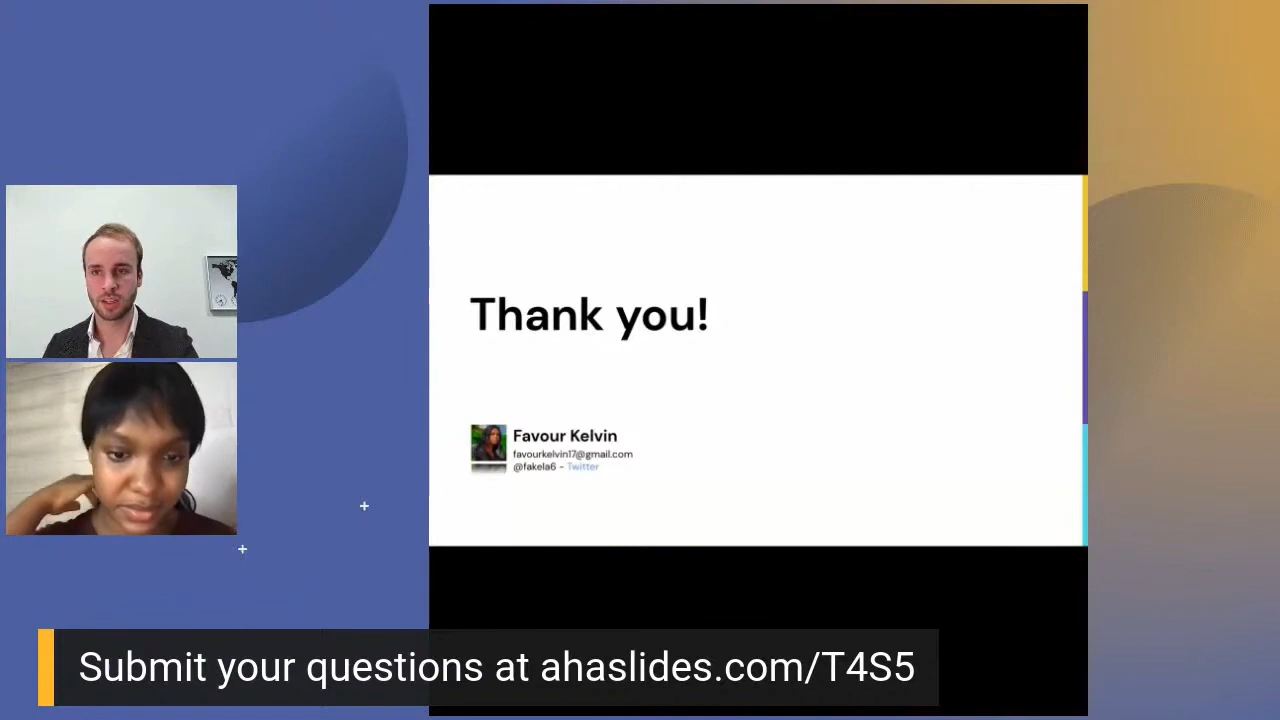 Thank you!
Favour Kelvin
favourkelvin17@gmail.com
@fakela6 - Twitter
Submit your questions at ahaslides.com/T4S5